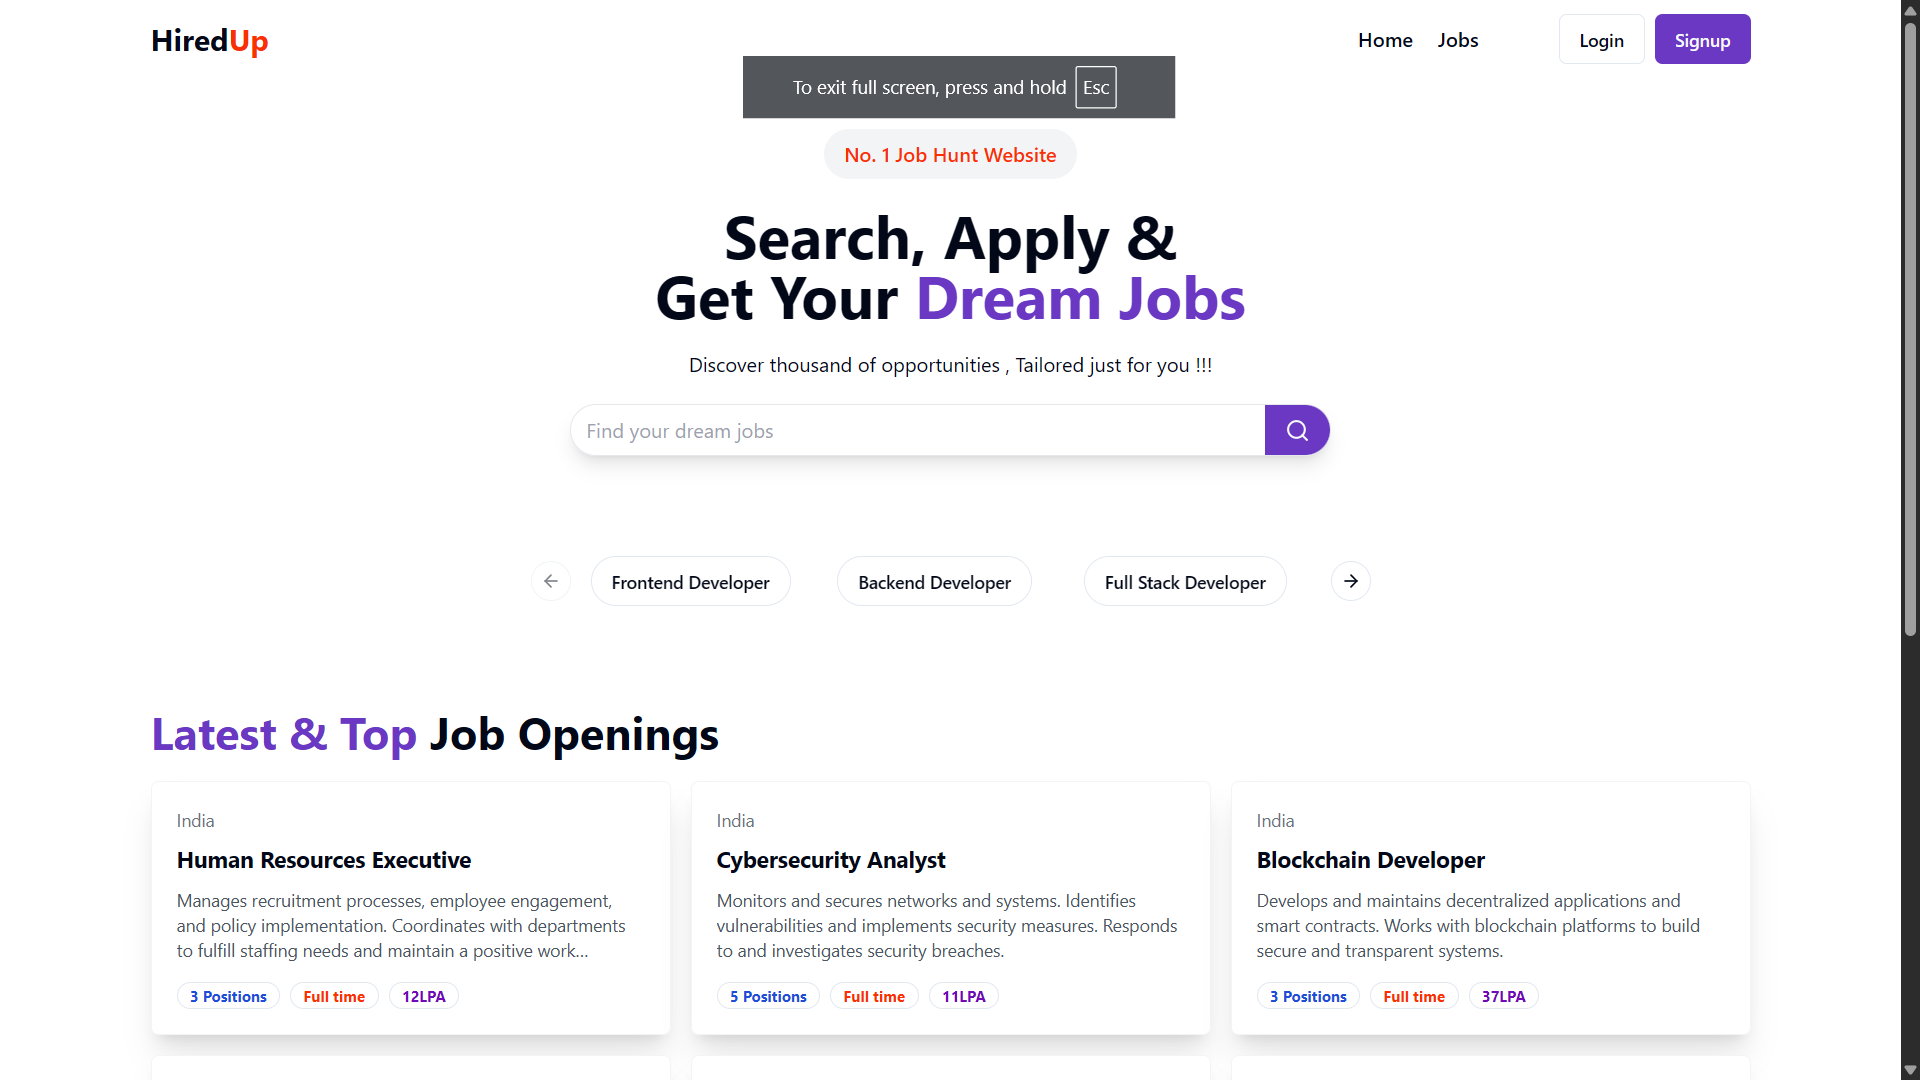 HiredUp
Home Jobs Login Signup
To exit full screen, press and hold Esc
No. 1 Job Hunt Website
Search, Apply &
Get Your Dream Jobs
Discover thousand of opportunities , Tailored just for you !!!
Find your dream jobs
Frontend Developer Backend Developer Full Stack Developer
Latest & Top Job Openings
India
Human Resources Executive
Manages recruitment processes, employee engagement,
and policy implementation. Coordinates with departments
to fulfill staffing needs and maintain a positive work...
3 Positions Full time 12LPA
India
Cybersecurity Analyst
Monitors and secures networks and systems. Identifies
vulnerabilities and implements security measures. Responds
to and investigates security breaches.
5 Positions Full time 11LPA
India
Blockchain Developer
Develops and maintains decentralized applications and
smart contracts. Works with blockchain platforms to build
secure and transparent systems.
3 Positions Full time 37LPA